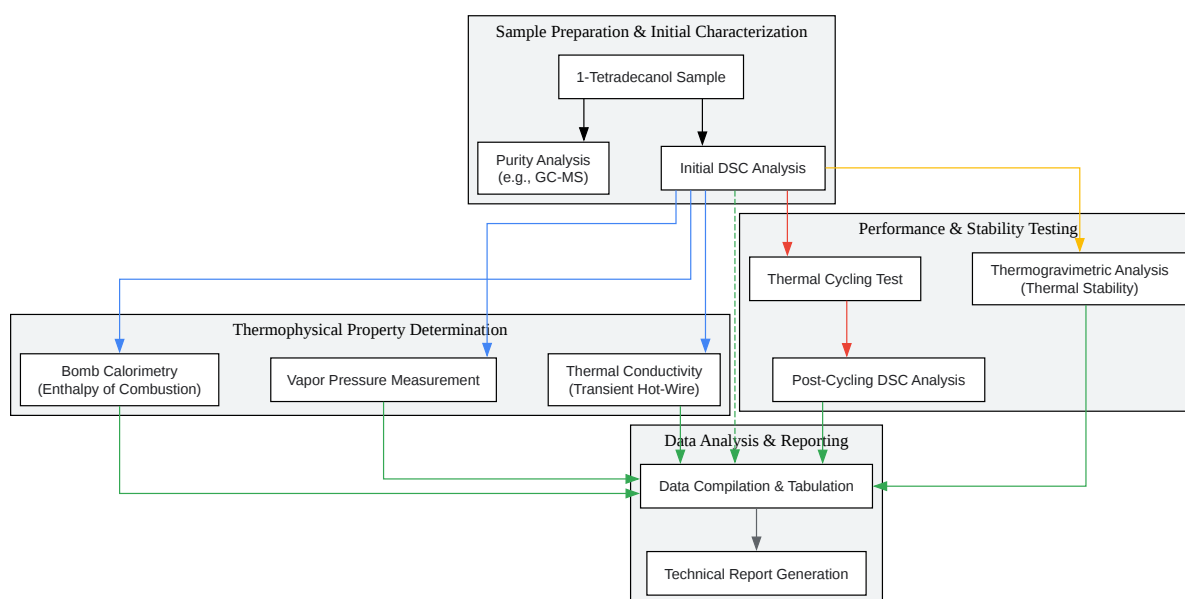 Sample Preparation & Initial Characterization
1-Tetradecanol Sample
Purity Analysis
(e.g., GC-MS)
Initial DSC Analysis
Performance & Stability Testing
Thermal Cycling Test
Thermogravimetric Analysis
(Thermal Stability)
Thermophysical Property Determination
Bomb Calorimetry
(Enthalpy of Combustion)
Vapor Pressure Measurement
Thermal Conductivity
(Transient Hot-Wire)
Post-Cycling DSC Analysis
Data Analysis & Reporting
Data Compilation & Tabulation
Technical Report Generation